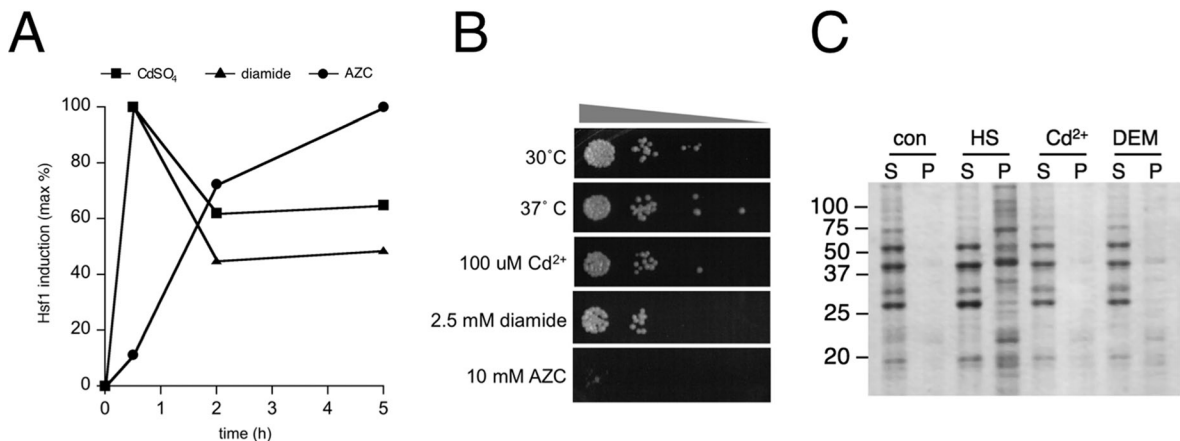 A
CdSO₄ diamide AZC
Hsf1 induction (max %)
100
80
60
40
20
0
0 1 2 3 4 5
time (h)
B
30˚C
37˚ C
100 uM Cd²⁺
2.5 mM diamide
10 mM AZC
C
con HS Cd²⁺ DEM
S P S P S P S P
100
75
50
37
25
20